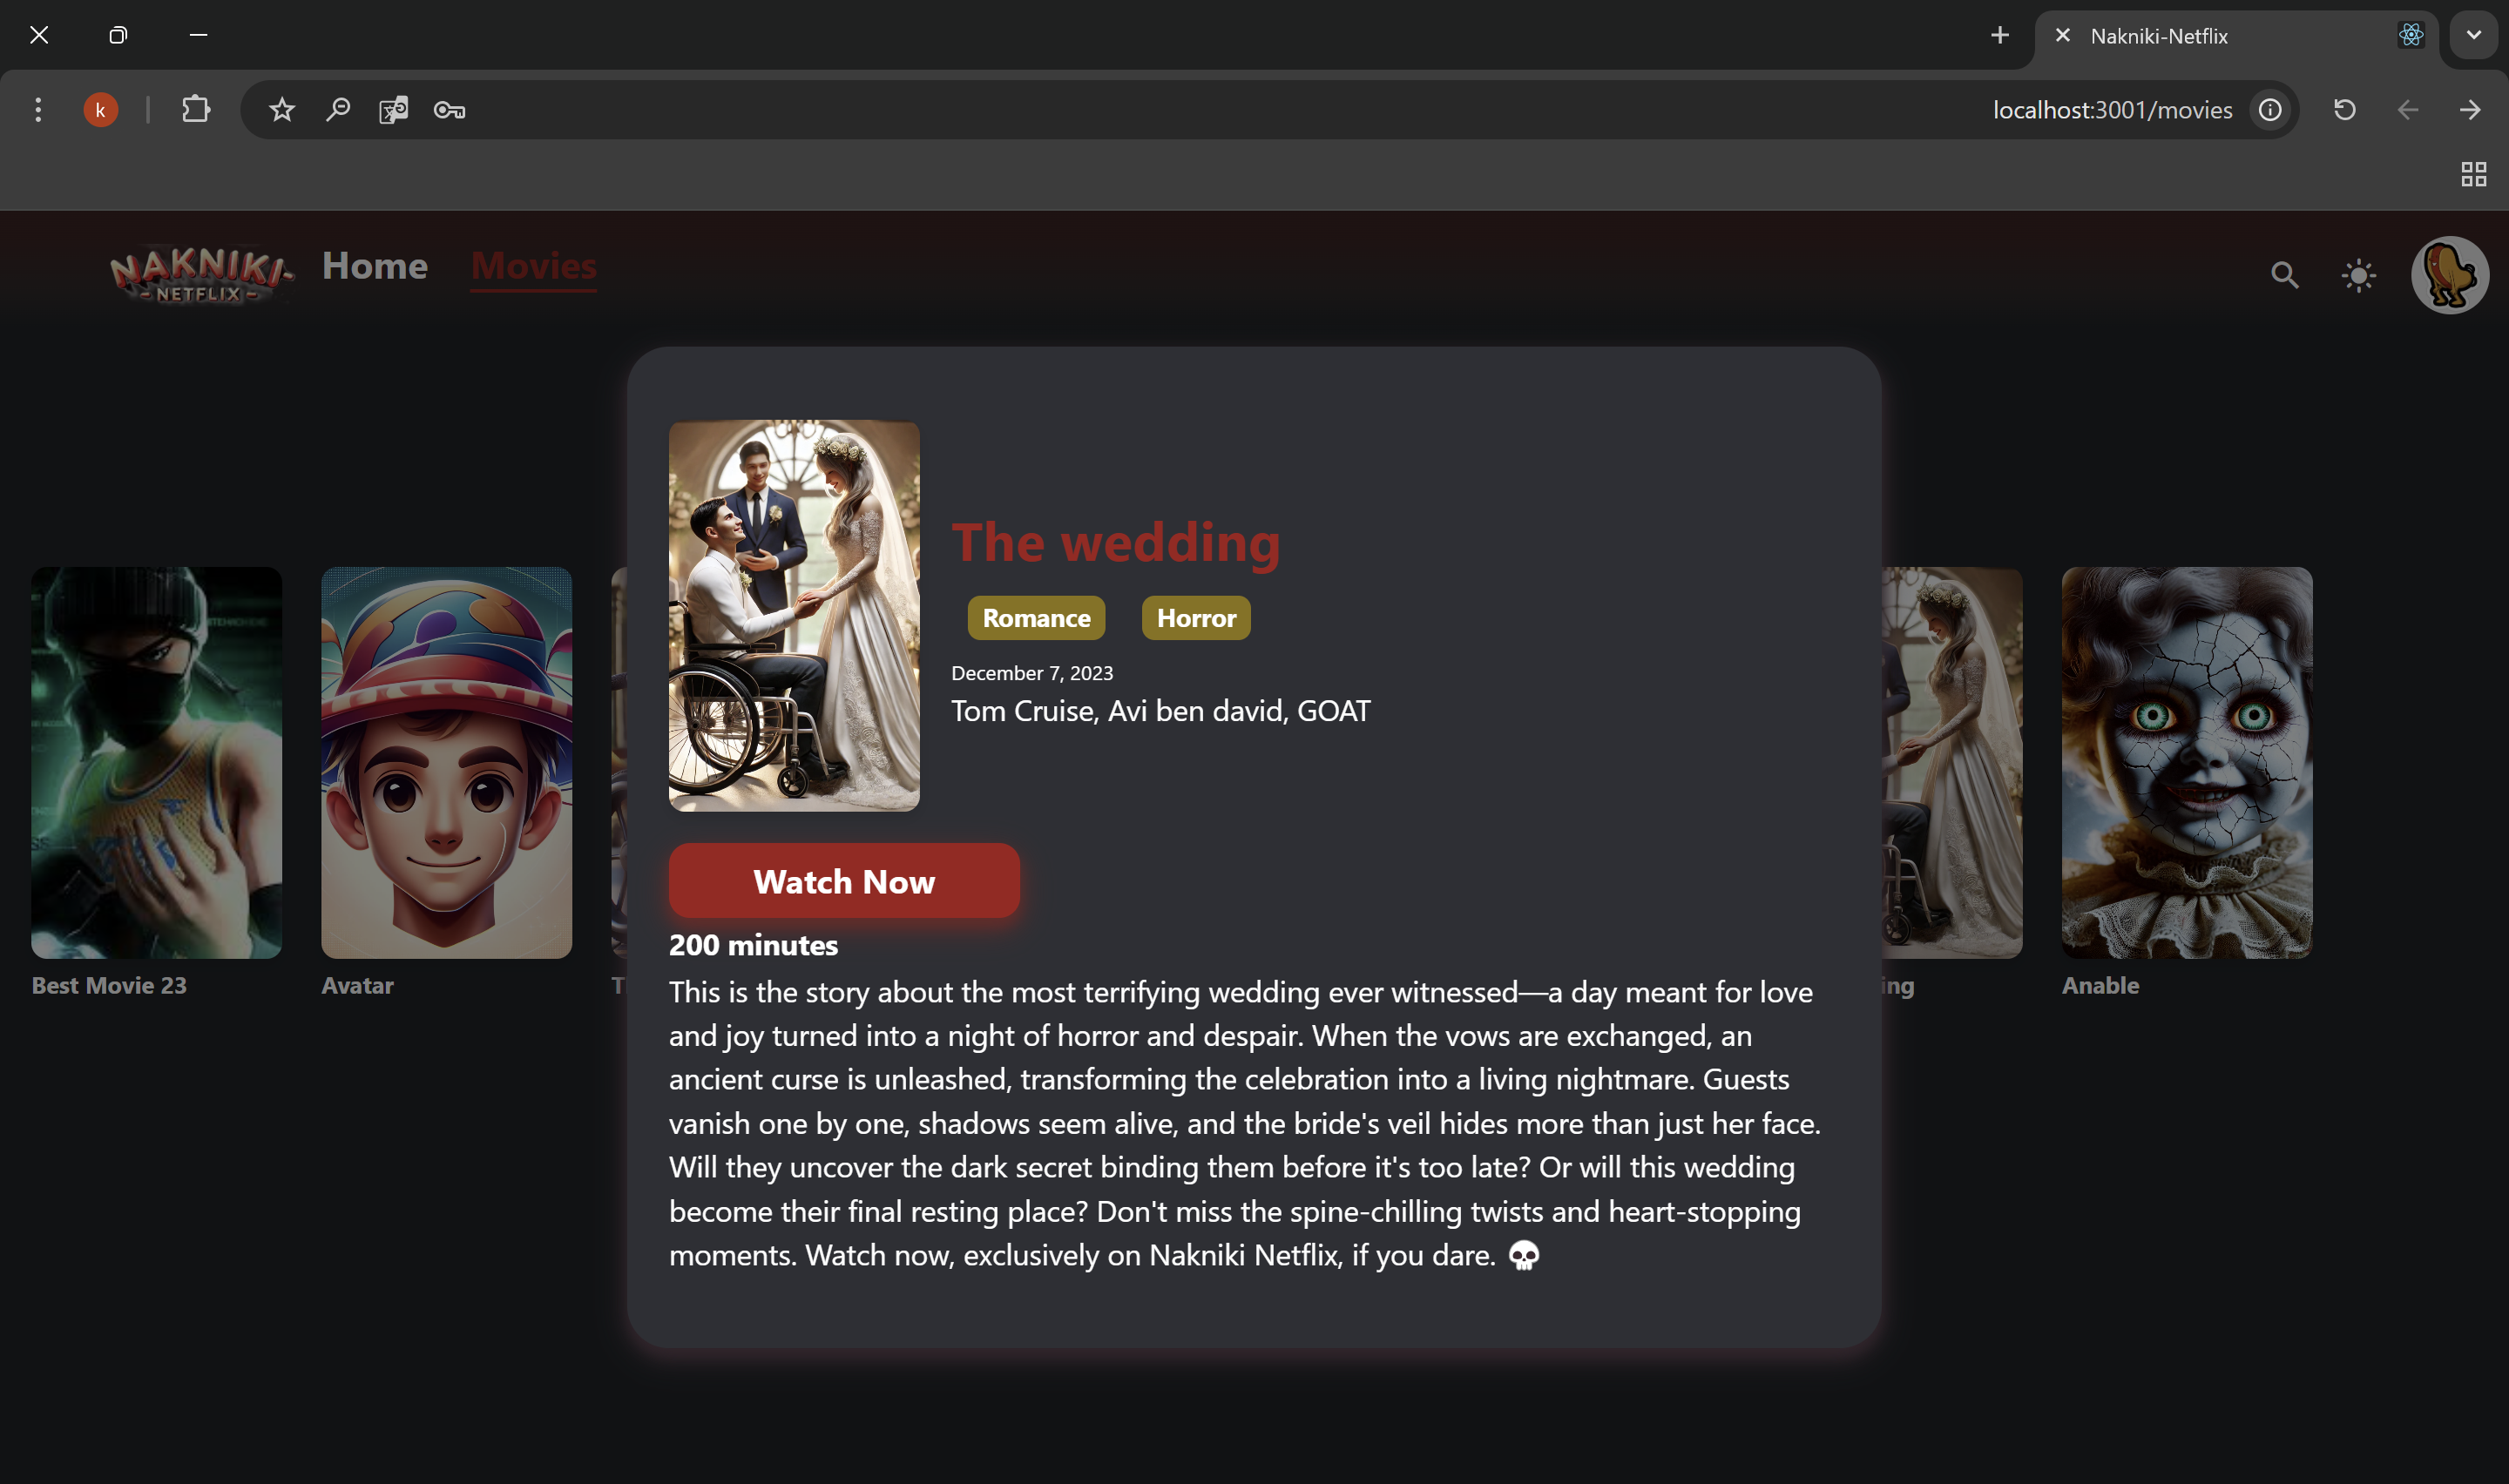 Nakniki-Netflix
k
localhost:3001/movies
NAKNIKI-
-NETFLIX-
Home
Movies
The wedding
Romance
Horror
December 7, 2023
Tom Cruise, Avi ben david, GOAT
Watch Now
200 minutes
This is the story about the most terrifying wedding ever witnessed—a day meant for love
and joy turned into a night of horror and despair. When the vows are exchanged, an
ancient curse is unleashed, transforming the celebration into a living nightmare. Guests
vanish one by one, shadows seem alive, and the bride's veil hides more than just her face.
Will they uncover the dark secret binding them before it's too late? Or will this wedding
become their final resting place? Don't miss the spine-chilling twists and heart-stopping
moments. Watch now, exclusively on Nakniki Netflix, if you dare. 💀
Best Movie 23
Avatar
Anable